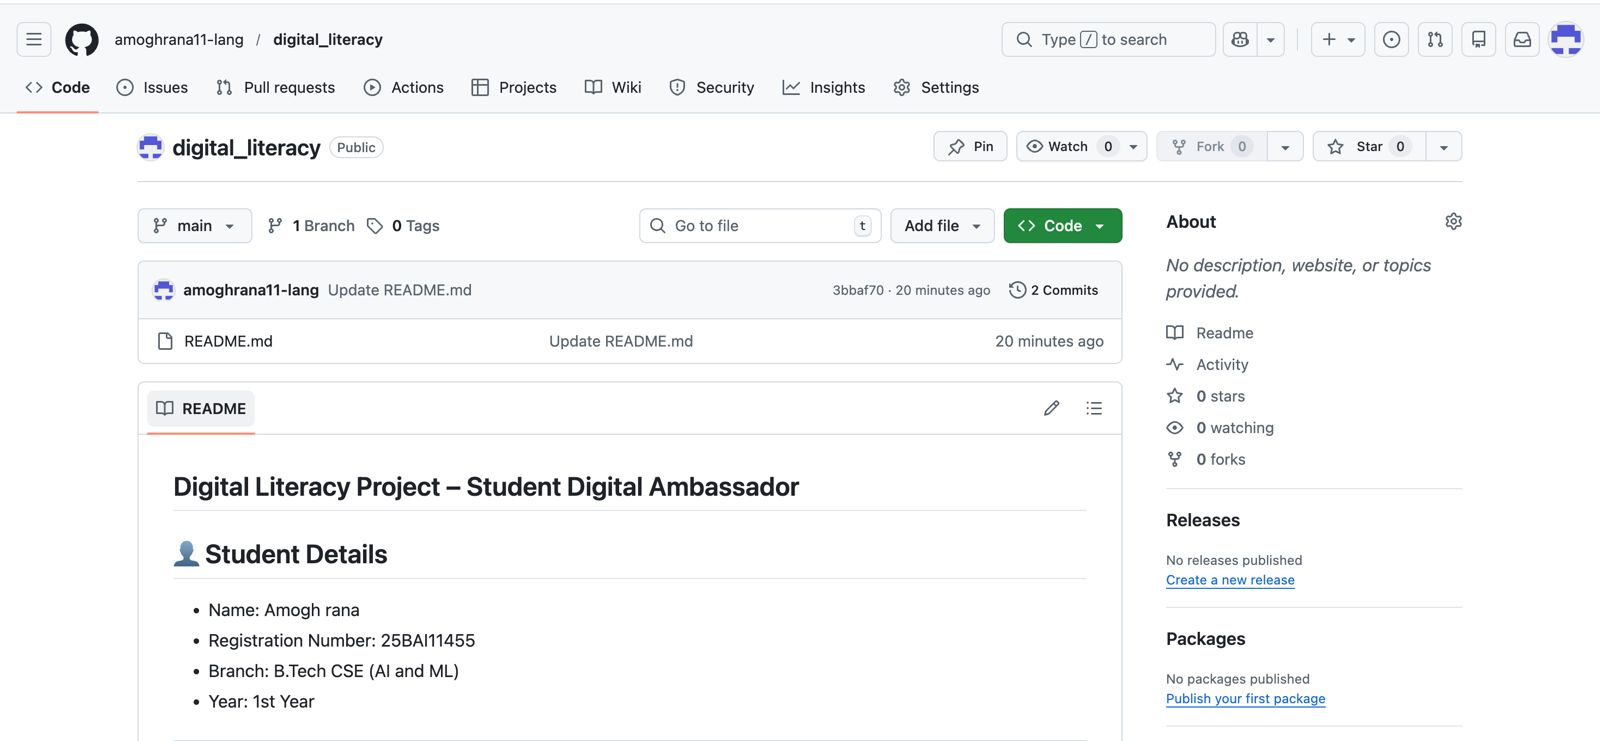 amoghrana11-lang / digital_literacy
Type / to search
Code
Issues
Pull requests
Actions
Projects
Wiki
Security
Insights
Settings
digital_literacy Public
Pin
Watch 0
Fork 0
Star 0
main
1 Branch
0 Tags
Go to file t
Add file
Code
amoghrana11-lang Update README.md
3bbaf70 · 20 minutes ago
2 Commits
README.md
Update README.md
20 minutes ago
README
Digital Literacy Project – Student Digital Ambassador
Student Details
• Name: Amogh rana
• Registration Number: 25BAI11455
• Branch: B.Tech CSE (AI and ML)
• Year: 1st Year
About
No description, website, or topics
provided.
Readme
Activity
0 stars
0 watching
0 forks
Releases
No releases published
Create a new release
Packages
No packages published
Publish your first package